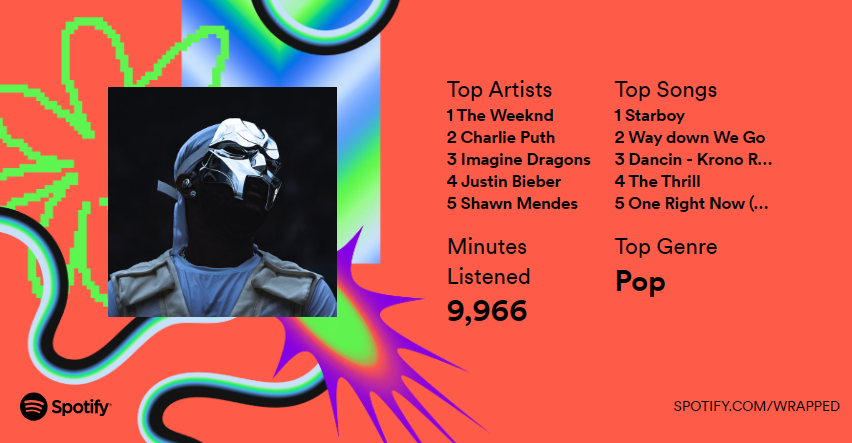 Top Artists
1 The Weeknd
2 Charlie Puth
3 Imagine Dragons
4 Justin Bieber
5 Shawn Mendes
Top Songs
1 Starboy
2 Way down We Go
3 Dancin - Krono R...
4 The Thrill
5 One Right Now (...
Minutes
Listened
9,966
Top Genre
Pop
Spotify
SPOTIFY.COM/WRAPPED